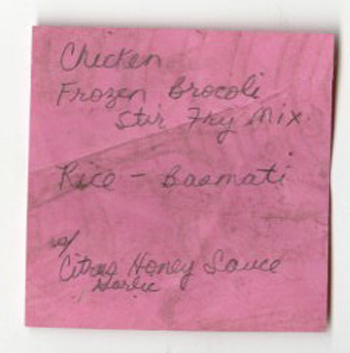 Chicken
Frozen Brocoli
Stir Fry Mix
Rice - Basmati
w/
Citrus Honey Sauce
Garlic